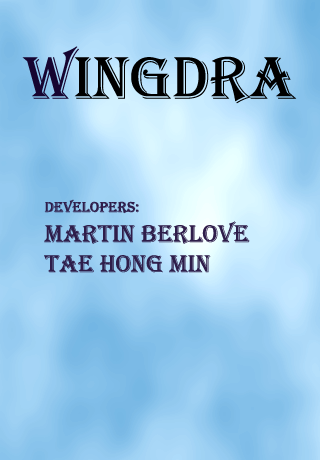 WINGDRA
DEVELOPERS:
MARTIN BERLOVE
TAE HONG MIN